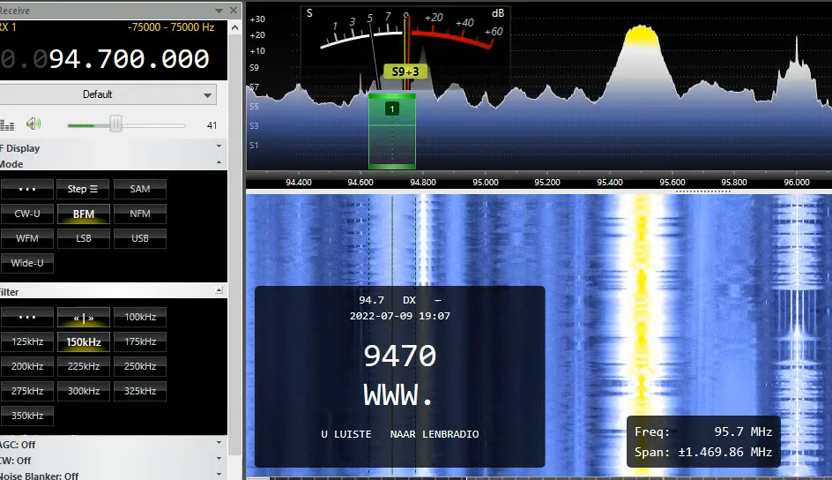 Receive
RX 1 -75000 - 75000 Hz
0.094.700.000
Default
41
IF Display
Mode
••• Step ☰ SAM
CW-U BFM NFM
WFM LSB USB
Wide-U
Filter
••• « | » 100kHz
125kHz 150kHz 175kHz
200kHz 225kHz 250kHz
275kHz 300kHz 325kHz
350kHz
AGC: Off
CW: Off
Noise Blanker: Off
S 1 3 5 7 9 +20 +40 +60 dB
S9+3
+30
+20
+10
S9
S7
S5
S3
S1
1
94.400 94.600 94.800 95.000 95.200 95.400 95.600 95.800 96.000
94.7 DX –
2022-07-09 19:07
9470
WWW.
U LUISTE NAAR LENBRADIO
Freq: 95.7 MHz
Span: ±1.469.86 MHz